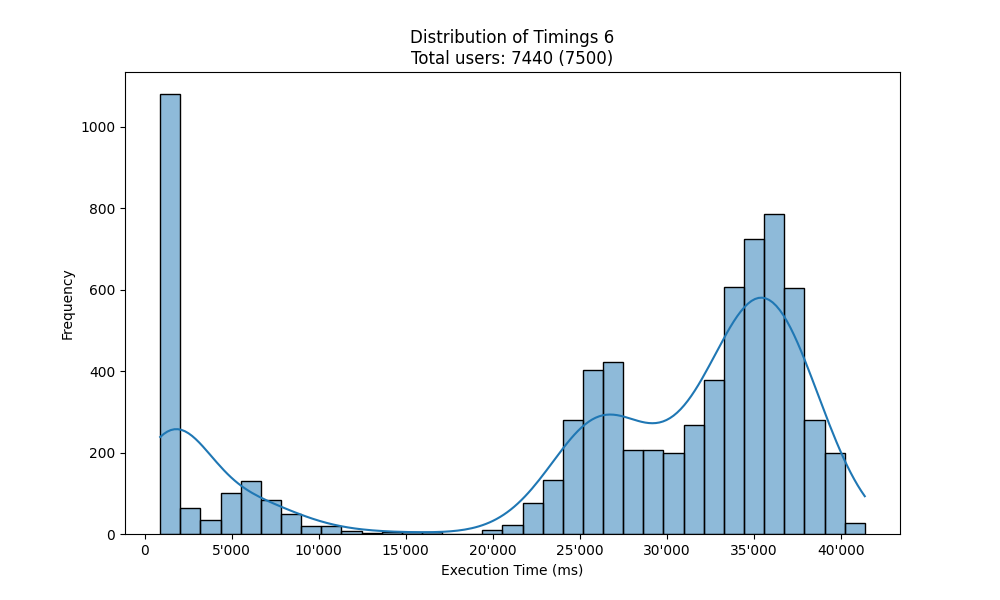 Distribution of Timings 6
Total users: 7440 (7500)
Frequency
1000
800
600
400
200
0
0 5'000 10'000 15'000 20'000 25'000 30'000 35'000 40'000
Execution Time (ms)